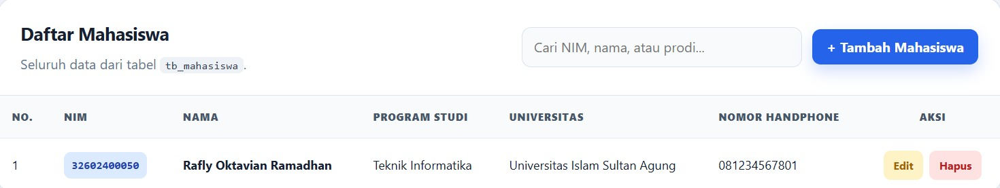 Daftar Mahasiswa
Seluruh data dari tabel tb_mahasiswa.
Cari NIM, nama, atau prodi...
+ Tambah Mahasiswa
NO. NIM NAMA PROGRAM STUDI UNIVERSITAS NOMOR HANDPHONE AKSI
1 32602400050 Rafly Oktavian Ramadhan Teknik Informatika Universitas Islam Sultan Agung 081234567801 Edit Hapus